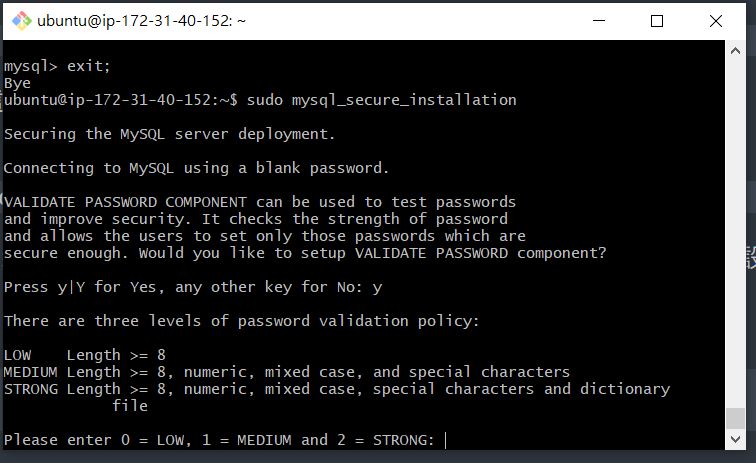 ubuntu@ip-172-31-40-152: ~
mysql> exit;
Bye
ubuntu@ip-172-31-40-152:~$ sudo mysql_secure_installation
Securing the MySQL server deployment.
Connecting to MySQL using a blank password.
VALIDATE PASSWORD COMPONENT can be used to test passwords
and improve security. It checks the strength of password
and allows the users to set only those passwords which are
secure enough. Would you like to setup VALIDATE PASSWORD component?
Press y|Y for Yes, any other key for No: y
There are three levels of password validation policy:
LOW    Length >= 8
MEDIUM Length >= 8, numeric, mixed case, and special characters
STRONG Length >= 8, numeric, mixed case, special characters and dictionary
file
Please enter 0 = LOW, 1 = MEDIUM and 2 = STRONG: